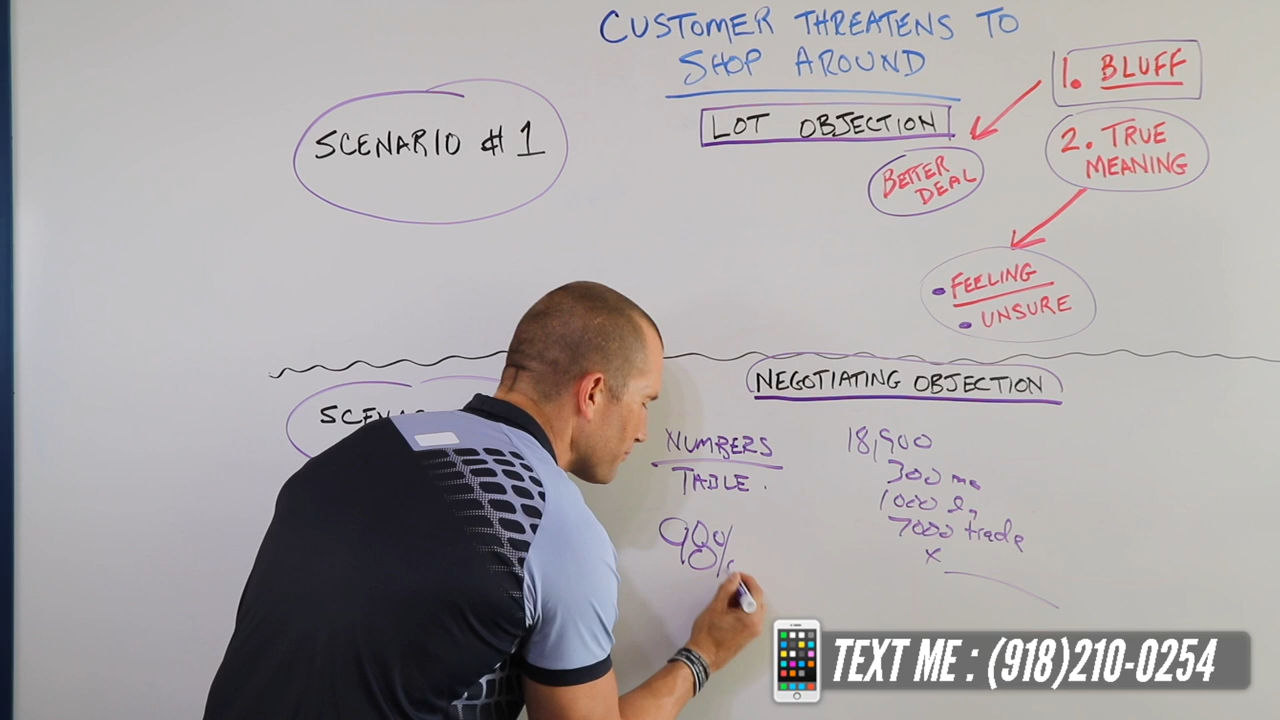 CUSTOMER THREATENS TO
SHOP AROUND
LOT OBJECTION
1. BLUFF
2. TRUE
MEANING
BETTER
DEAL
• FEELING
• UNSURE
SCENARIO # 1
NEGOTIATING OBJECTION
NUMBERS
TABLE.
98%
18,900
300 mo
1000
7000 trade
x
TEXT ME : (918)210-0254